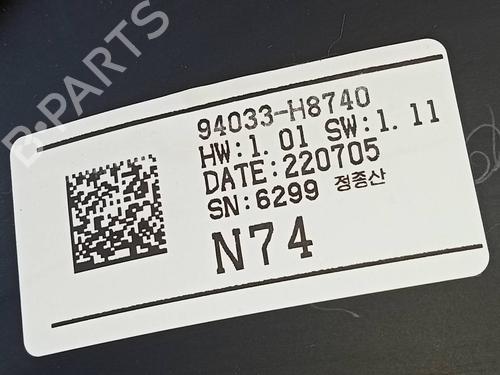 B-PARTS
94033-H8740
HW:1.01 SW:1.11
DATE:220705
SN:6299 정종산
N74